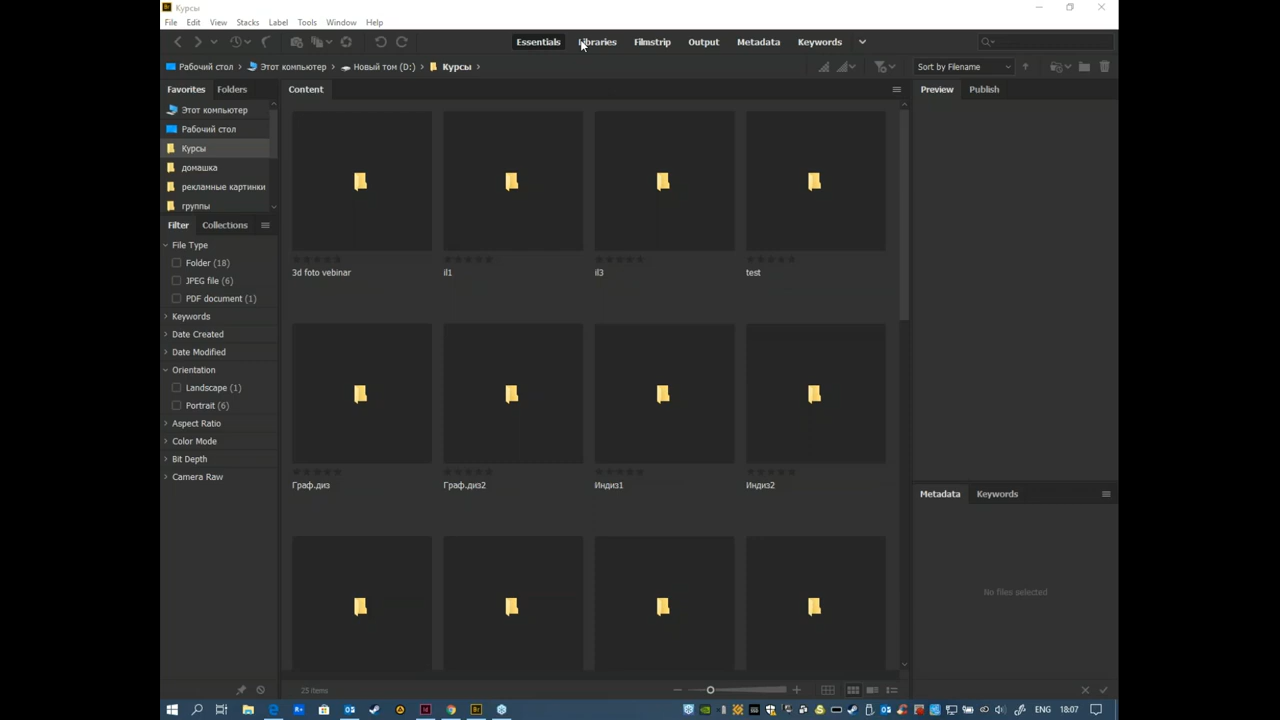 Курсы
File Edit View Stacks Label Tools Window Help
Essentials Libraries Filmstrip Output Metadata Keywords
Рабочий стол Этот компьютер Новый том (D:) Курсы
Sort by Filename
Favorites Folders
Этот компьютер
Рабочий стол
Курсы
домашка
рекламные картинки
группы
Filter Collections
File Type
Folder (18)
JPEG file (6)
PDF document (1)
Keywords
Date Created
Date Modified
Orientation
Landscape (1)
Portrait (6)
Aspect Ratio
Color Mode
Bit Depth
Camera Raw
Content
3d foto vebinar il1 il3 test
Граф.диз Граф.диз2 Индиз1 Индиз2
25 items
Preview Publish
Metadata Keywords
No files selected
ENG 18:07